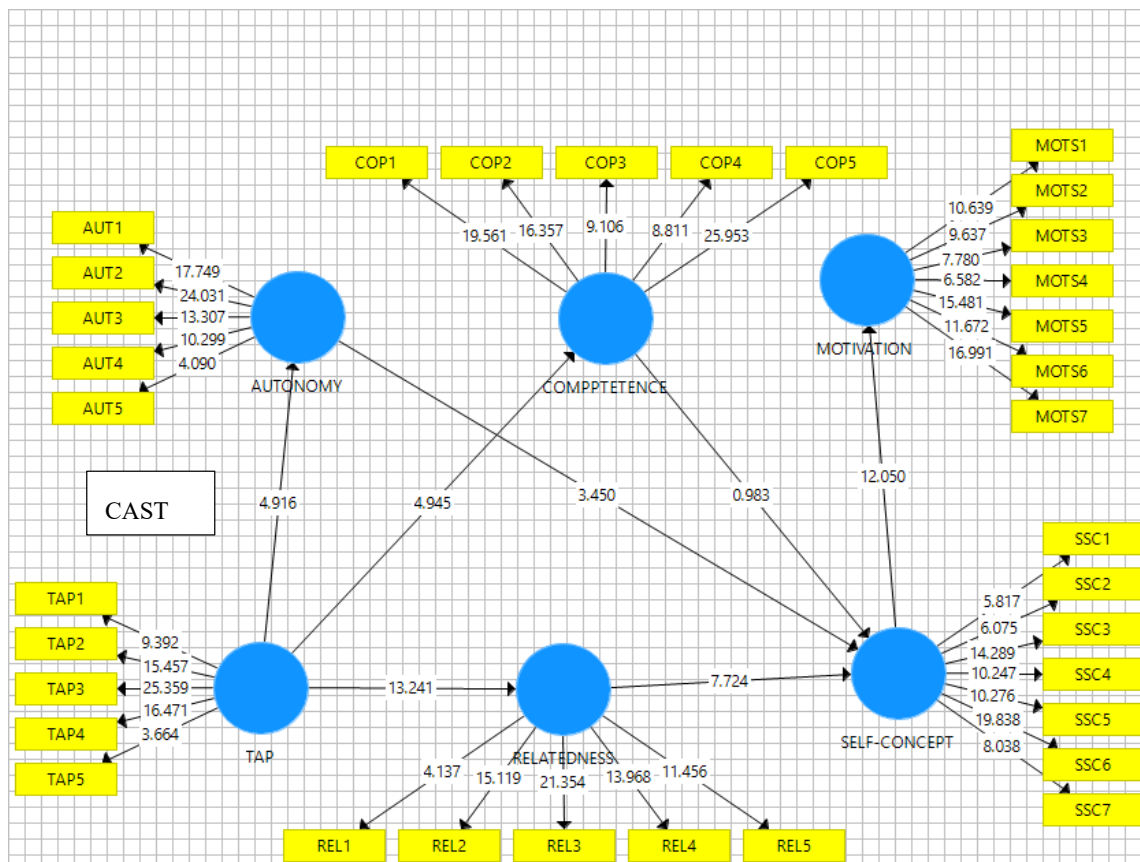 COP1
COP2
COP3
COP4
COP5
19.561
16.357
9.106
8.811
25.953
COMPPTETENCE
MOTS1
MOTS2
MOTS3
MOTS4
MOTS5
MOTS6
MOTS7
10.639
9.637
7.780
6.582
15.481
11.672
16.991
MOTIVATION
AUT1
AUT2
AUT3
AUT4
AUT5
17.749
24.031
13.307
10.299
4.090
AUTONOMY
CAST
4.916
4.945
3.450
0.983
12.050
TAP1
TAP2
TAP3
TAP4
TAP5
9.392
15.457
25.359
16.471
3.664
TAP
13.241
7.724
RELATEDNESS
4.137
15.119
21.354
13.968
11.456
REL1
REL2
REL3
REL4
REL5
SELF-CONCEPT
5.817
6.075
14.289
10.247
10.276
19.838
8.038
SSC1
SSC2
SSC3
SSC4
SSC5
SSC6
SSC7